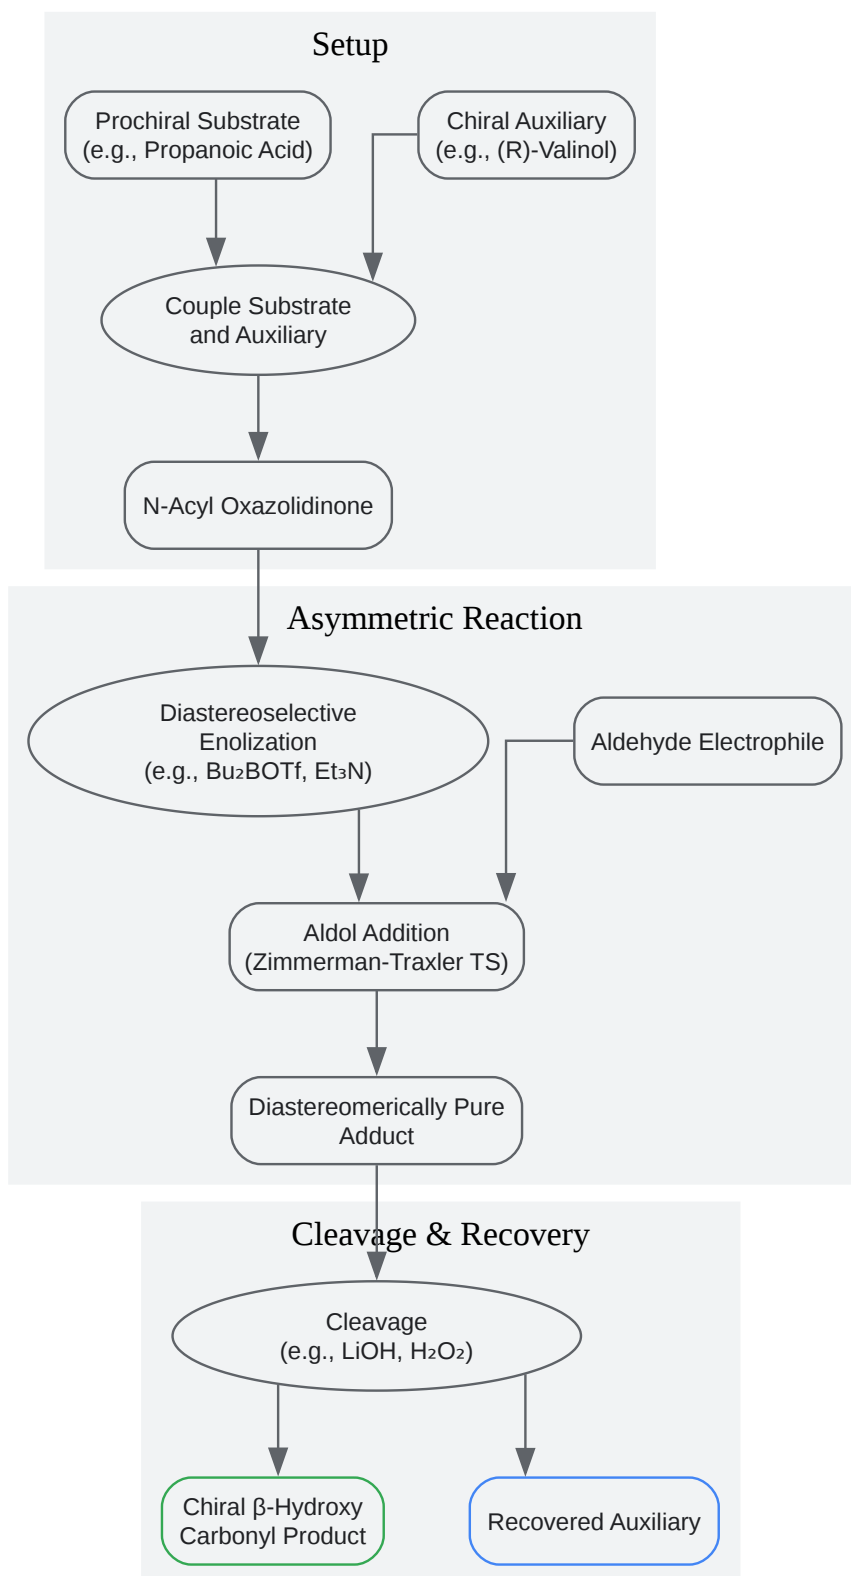 Setup
Prochiral Substrate
(e.g., Propanoic Acid)
Chiral Auxiliary
(e.g., (R)-Valinol)
Couple Substrate
and Auxiliary
N-Acyl Oxazolidinone
Asymmetric Reaction
Diastereoselective
Enolization
(e.g., Bu₂BOTf, Et₃N)
Aldehyde Electrophile
Aldol Addition
(Zimmerman-Traxler TS)
Diastereomerically Pure
Adduct
Cleavage & Recovery
Cleavage
(e.g., LiOH, H₂O₂)
Chiral β-Hydroxy
Carbonyl Product
Recovered Auxiliary